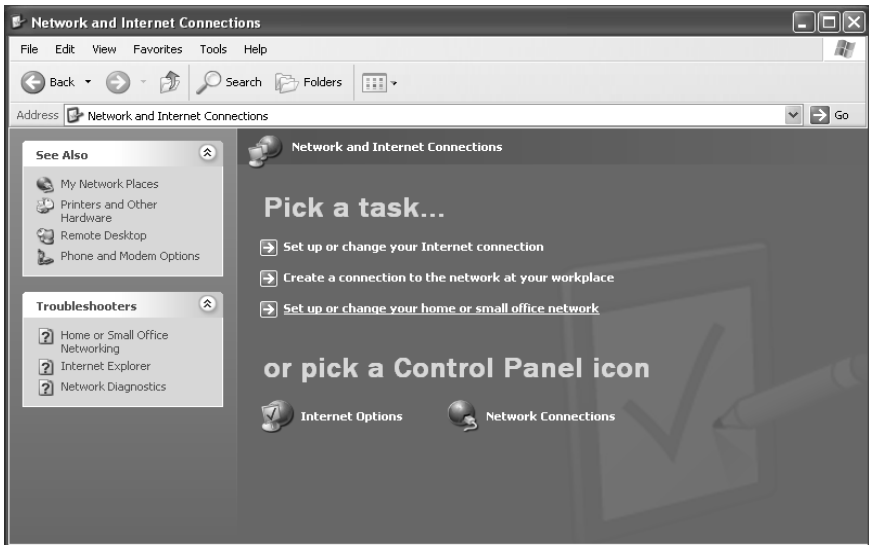 Network and Internet Connections
File Edit View Favorites Tools Help
Back Search Folders
Address Network and Internet Connections Go
See Also
My Network Places
Printers and Other
Hardware
Remote Desktop
Phone and Modem Options
Troubleshooters
Home or Small Office
Networking
Internet Explorer
Network Diagnostics
Network and Internet Connections
Pick a task...
Set up or change your Internet connection
Create a connection to the network at your workplace
Set up or change your home or small office network
or pick a Control Panel icon
Internet Options Network Connections